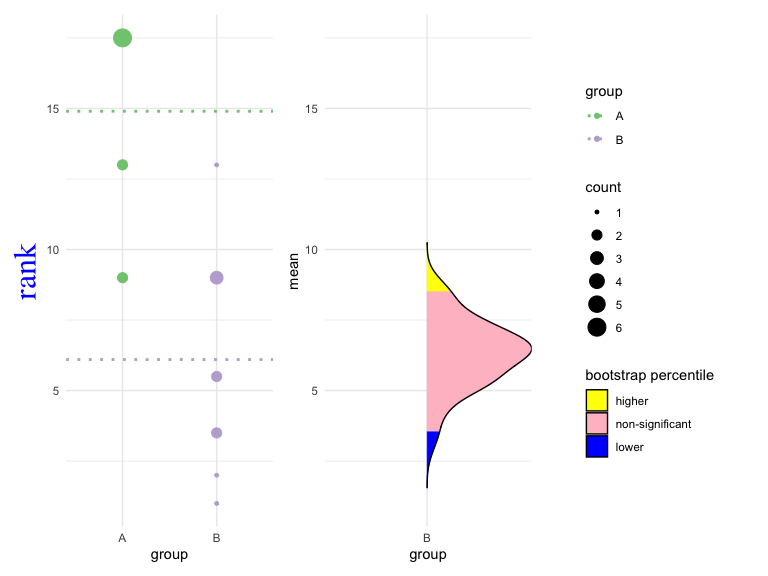 rank
15
10
5
A
B
group
mean
15
10
5
B
group
group
A
B
count
1
2
3
4
5
6
bootstrap percentile
higher
non-significant
lower